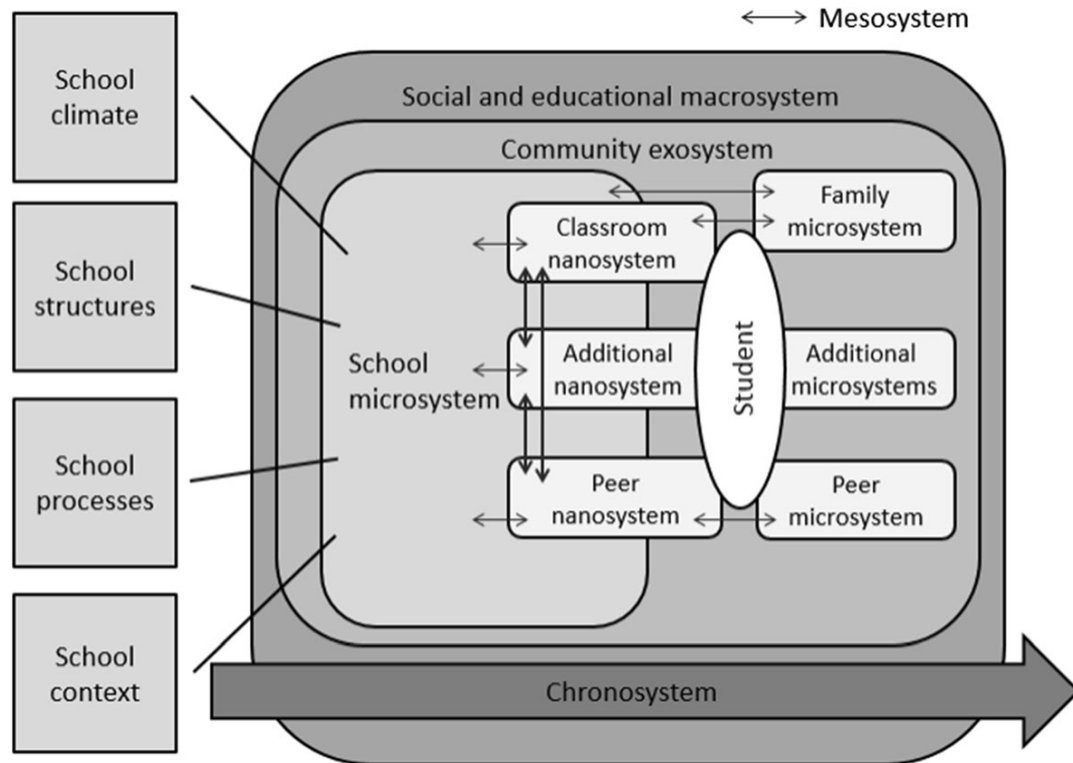 Mesosystem
School
climate
School
structures
School
processes
School
context
Social and educational macrosystem
Community exosystem
School
microsystem
Classroom
nanosystem
Additional
nanosystem
Peer
nanosystem
Student
Family
microsystem
Additional
microsystems
Peer
microsystem
Chronosystem